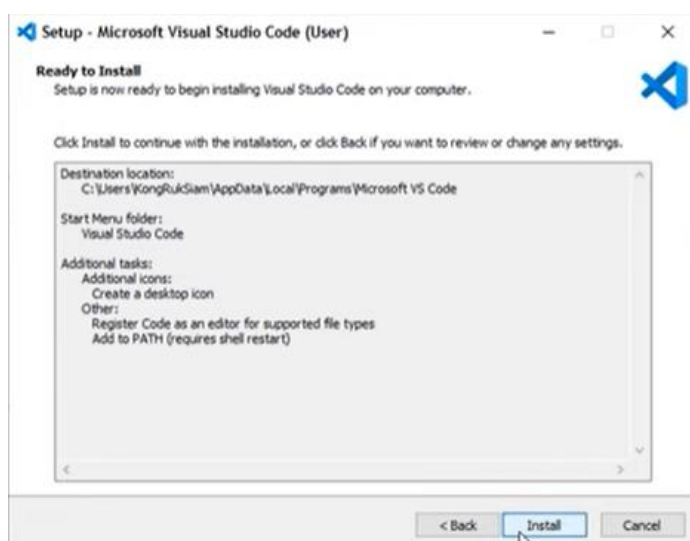 Setup - Microsoft Visual Studio Code (User)
Ready to Install
Setup is now ready to begin installing Visual Studio Code on your computer.
Click Install to continue with the installation, or click Back if you want to review or change any settings.
Destination location:
C:\Users\KongRukSiam\AppData\Local\Programs\Microsoft VS Code
Start Menu folder:
Visual Studio Code
Additional tasks:
Additional icons:
Create a desktop icon
Other:
Register Code as an editor for supported file types
Add to PATH (requires shell restart)
< Back Install Cancel